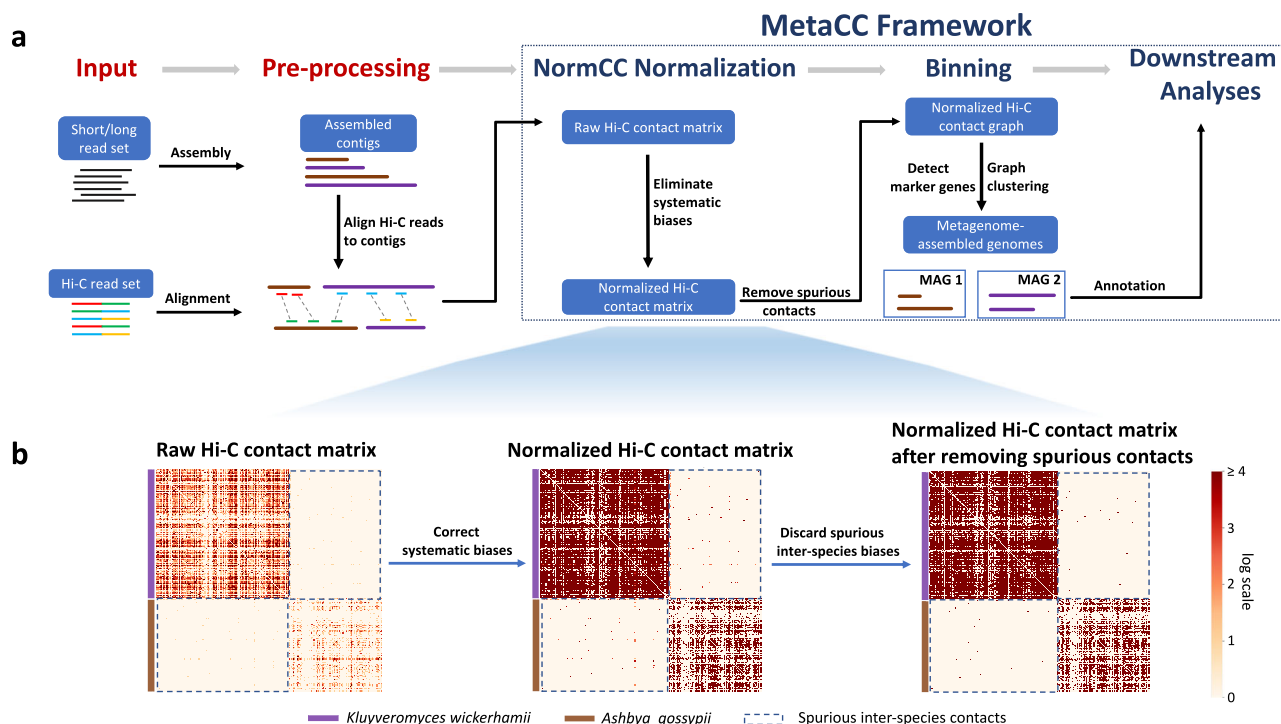 MetaCC Framework
a
Input
Pre-processing
NormCC Normalization
Binning
Downstream
Analyses
Short/long
read set
Assembly
Assembled
contigs
Align Hi-C reads
to contigs
Hi-C read set
Alignment
Raw Hi-C contact matrix
Eliminate
systematic
biases
Normalized Hi-C
contact matrix
Remove spurious
contacts
Normalized Hi-C
contact graph
Detect
marker genes
Graph
clustering
Metagenome-
assembled genomes
MAG 1
MAG 2
Annotation
b
Raw Hi-C contact matrix
Normalized Hi-C contact matrix
Normalized Hi-C contact matrix
after removing spurious contacts
Correct
systematic biases
Discard spurious
inter-species biases
≥ 4
3
2
1
0
log scale
Kluyveromyces wickerhamii
Ashbya gossypii
Spurious inter-species contacts